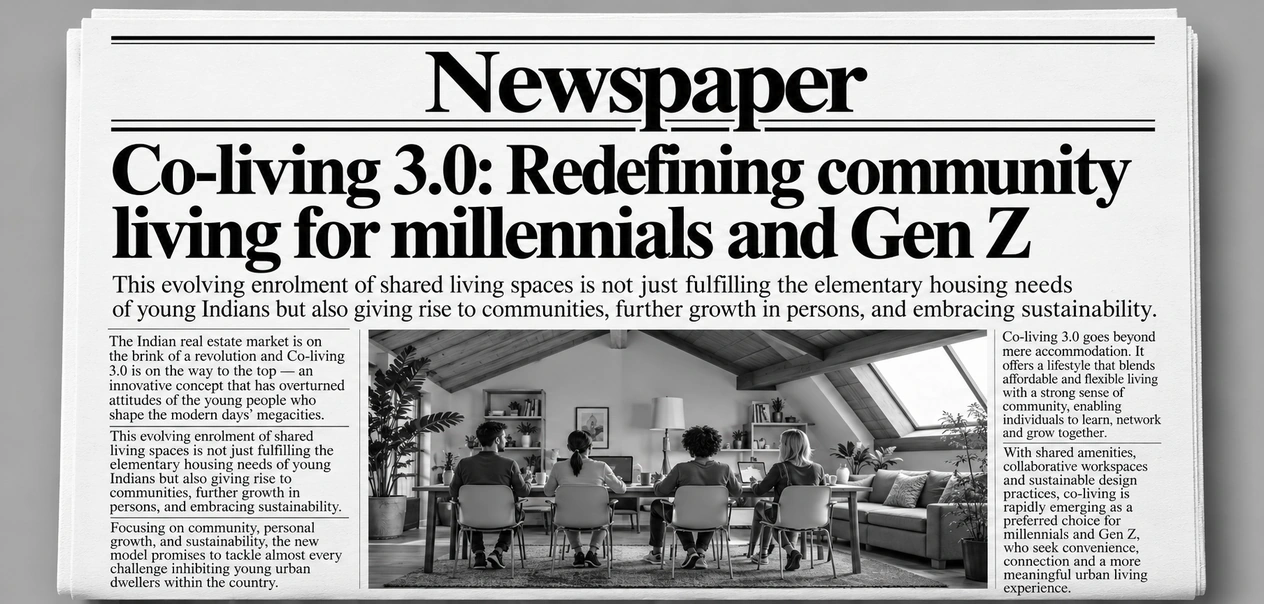 Newspaper
Co-living 3.0: Redefining community
living for millennials and Gen Z
This evolving enrolment of shared living spaces is not just fulfilling the elementary housing needs
of young Indians but also giving rise to communities, further growth in persons, and embracing sustainability.
The Indian real estate market is on
the brink of a revolution and Co-living
3.0 is on the way to the top — an
innovative concept that has overturned
attitudes of the young people who
shape the modern days’ megacities.
This evolving enrolment of shared
living spaces is not just fulfilling the
elementary housing needs of young
Indians but also giving rise to
communities, further growth in
persons, and embracing sustainability.
Focusing on community, personal
growth, and sustainability, the new
model promises to tackle almost every
challenge inhibiting young urban
dwellers within the country.
Co-living 3.0 goes beyond
mere accommodation. It
offers a lifestyle that blends
affordable and flexible living
with a strong sense of
community, enabling
individuals to learn, network
and grow together.
With shared amenities,
collaborative workspaces
and sustainable design
practices, co-living is
rapidly emerging as a
preferred choice for
millennials and Gen Z,
who seek convenience,
connection and a more
meaningful urban living
experience.